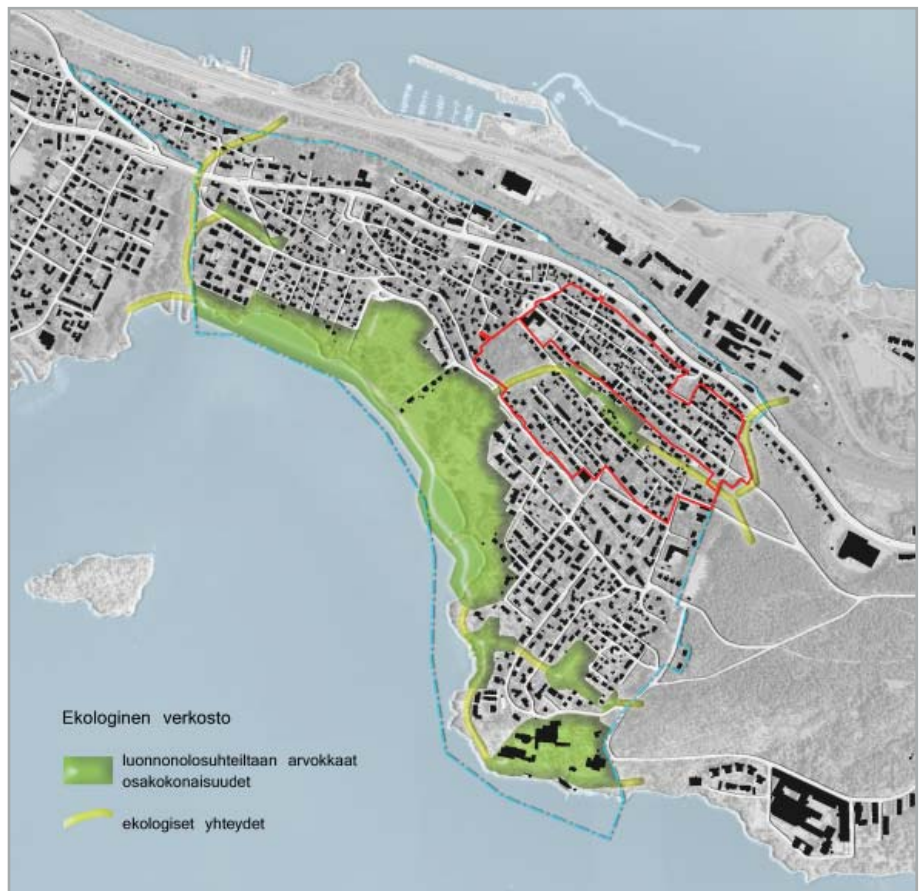 Ekologinen verkosto
luonnonolosuhteiltaan arvokkaat
osakokonaisuudet
ekologiset yhteydet